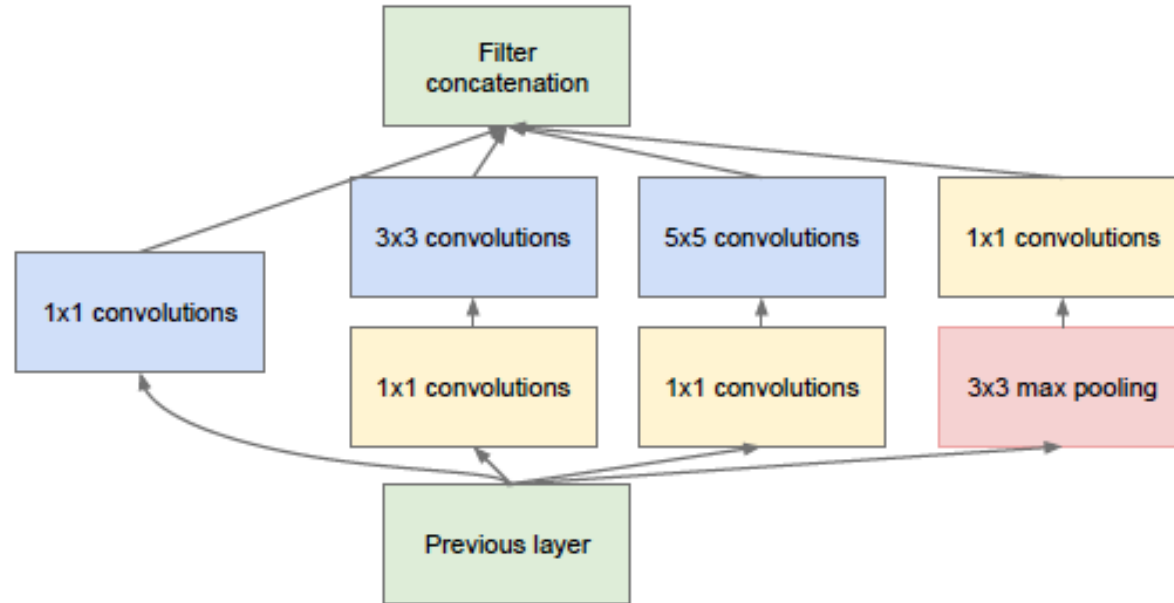 Filter
concatenation
3x3 convolutions
5x5 convolutions
1x1 convolutions
1x1 convolutions
1x1 convolutions
1x1 convolutions
3x3 max pooling
Previous layer